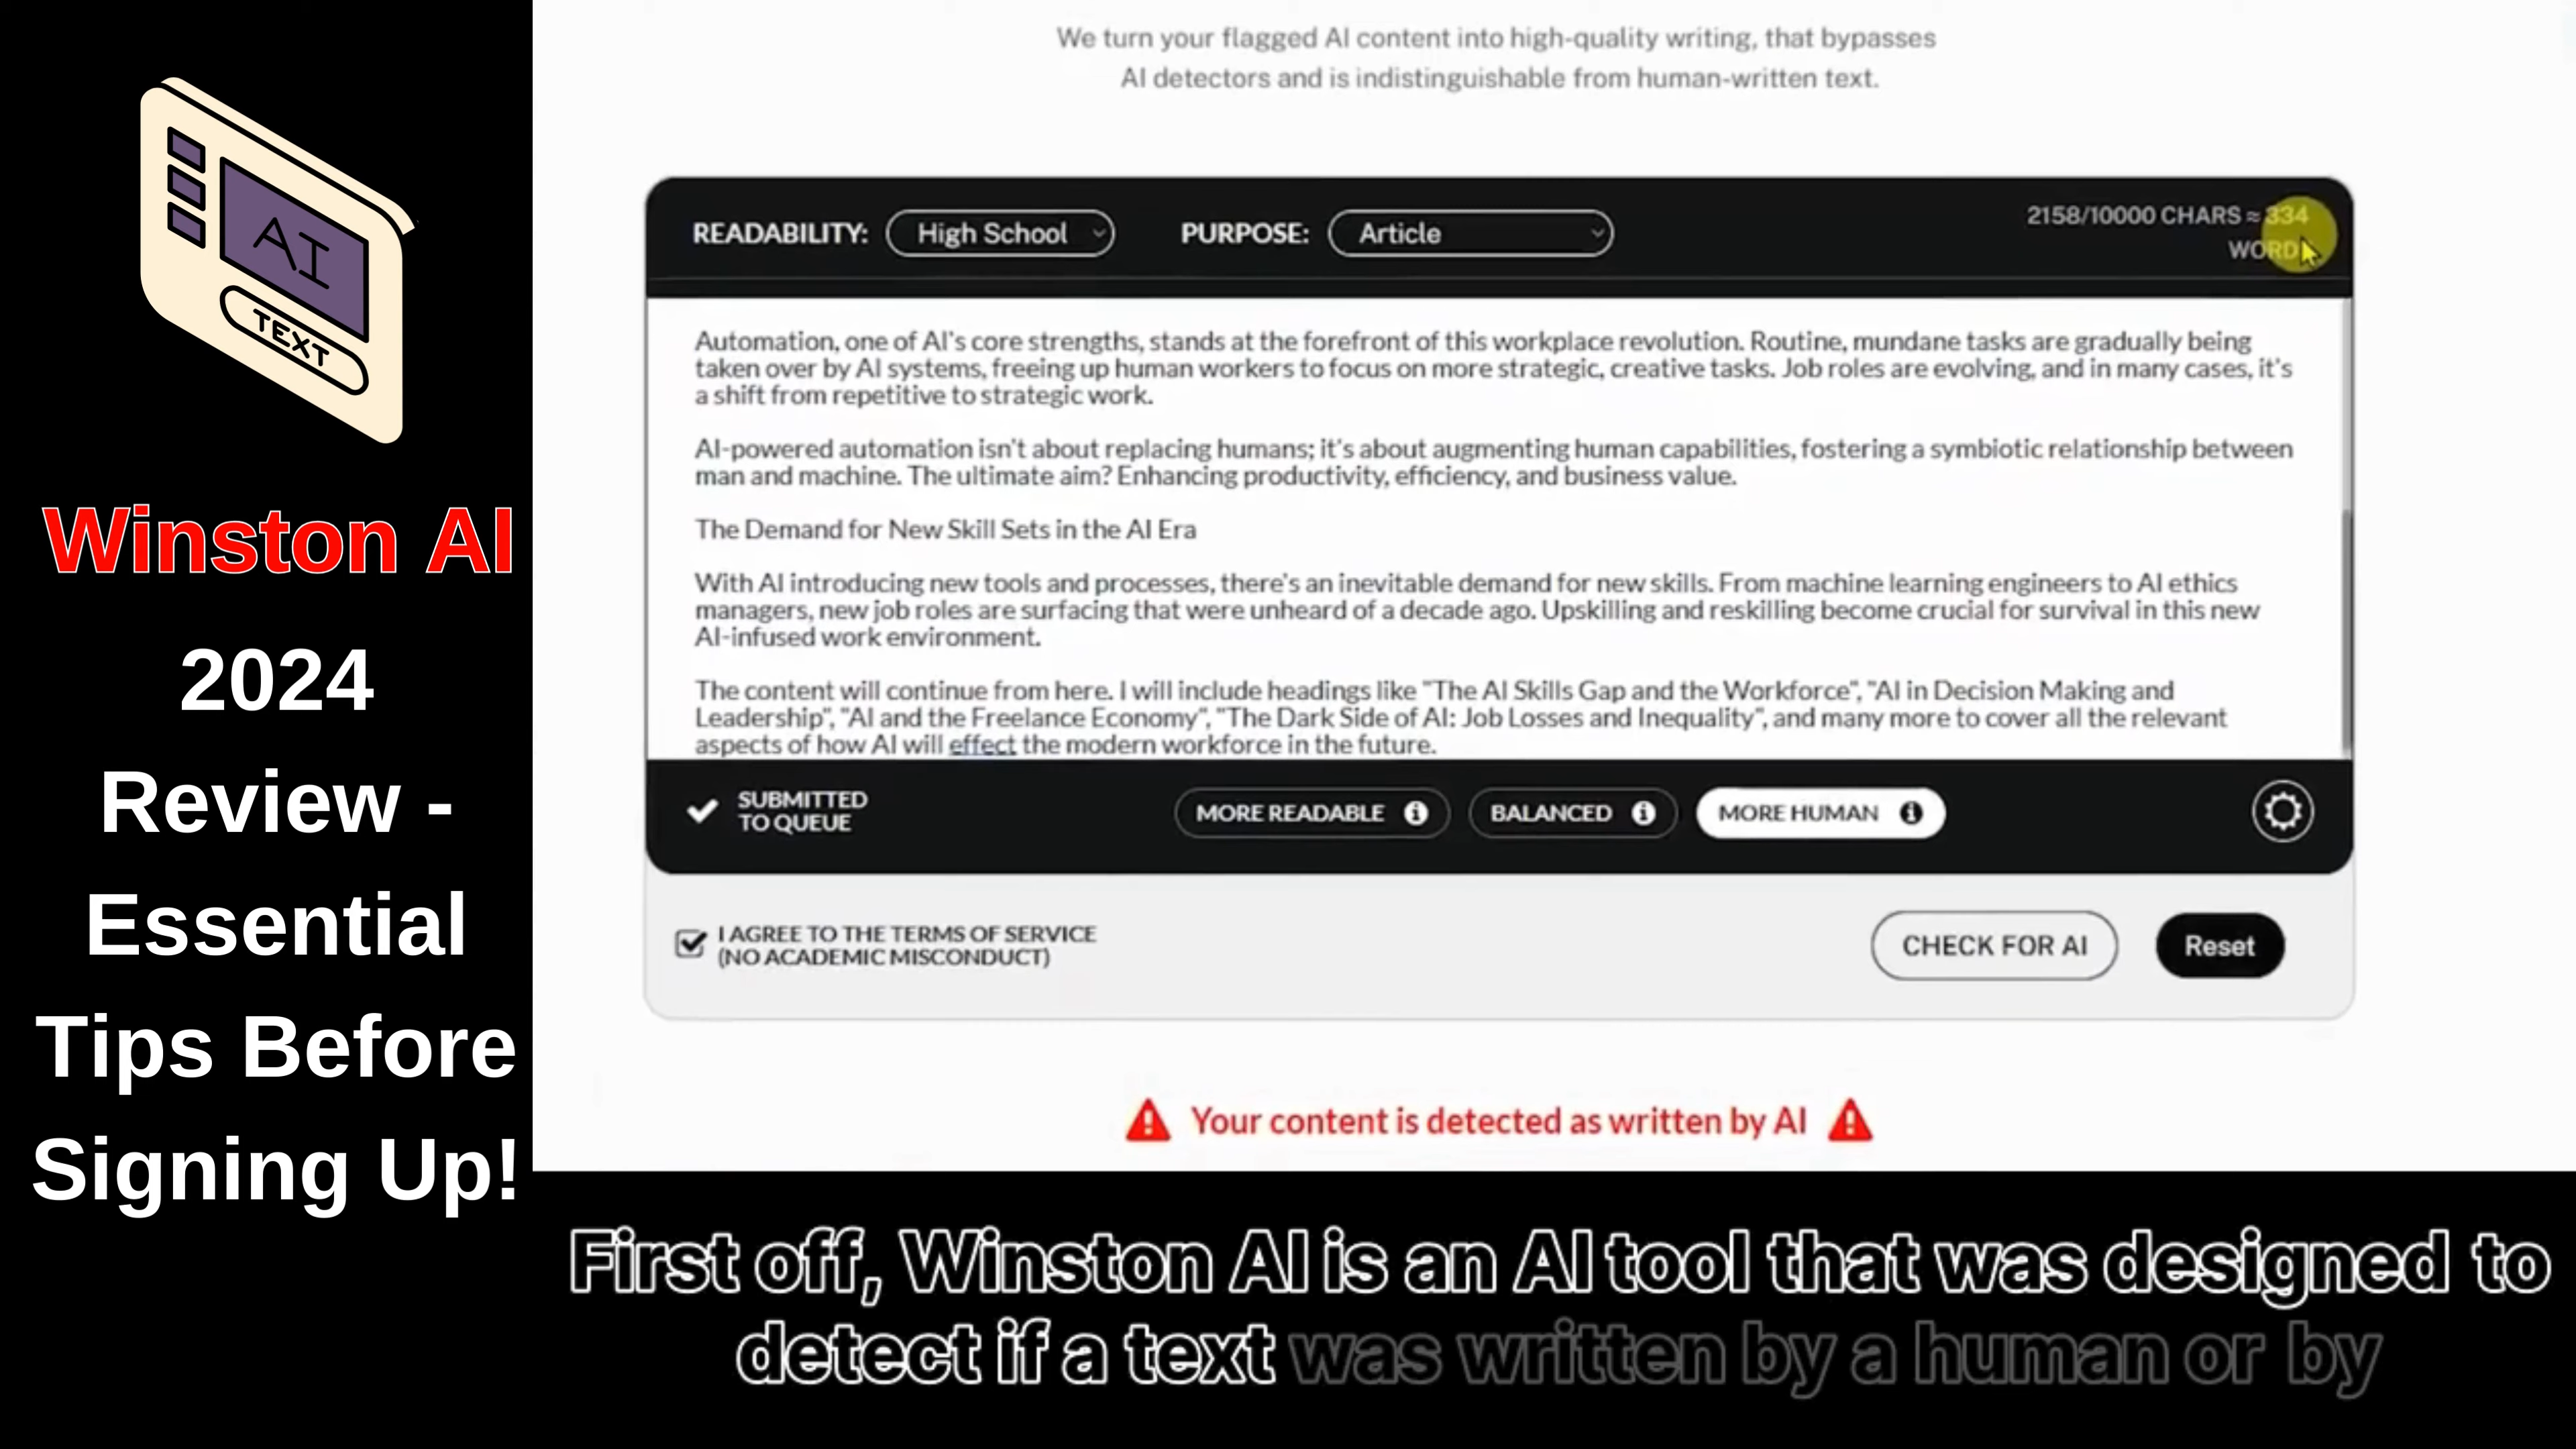 AI
TEXT
Winston AI
2024
Review -
Essential
Tips Before
Signing Up!
We turn your flagged AI content into high-quality writing, that bypasses
AI detectors and is indistinguishable from human-written text.
READABILITY: High School PURPOSE: Article 2158/10000 CHARS ≈ 334
WORDS
Automation, one of AI's core strengths, stands at the forefront of this workplace revolution. Routine, mundane tasks are gradually being
taken over by AI systems, freeing up human workers to focus on more strategic, creative tasks. Job roles are evolving, and in many cases, it's
a shift from repetitive to strategic work.
AI-powered automation isn't about replacing humans; it's about augmenting human capabilities, fostering a symbiotic relationship between
man and machine. The ultimate aim? Enhancing productivity, efficiency, and business value.
The Demand for New Skill Sets in the AI Era
With AI introducing new tools and processes, there's an inevitable demand for new skills. From machine learning engineers to AI ethics
managers, new job roles are surfacing that were unheard of a decade ago. Upskilling and reskilling become crucial for survival in this new
AI-infused work environment.
The content will continue from here. I will include headings like "The AI Skills Gap and the Workforce", "AI in Decision Making and
Leadership", "AI and the Freelance Economy", "The Dark Side of AI: Job Losses and Inequality", and many more to cover all the relevant
aspects of how AI will effect the modern workforce in the future.
SUBMITTED
TO QUEUE
MORE READABLE BALANCED MORE HUMAN
I AGREE TO THE TERMS OF SERVICE
(NO ACADEMIC MISCONDUCT)
CHECK FOR AI Reset
Your content is detected as written by AI
First off, Winston AI is an AI tool that was designed to
detect if a text was written by a human or by